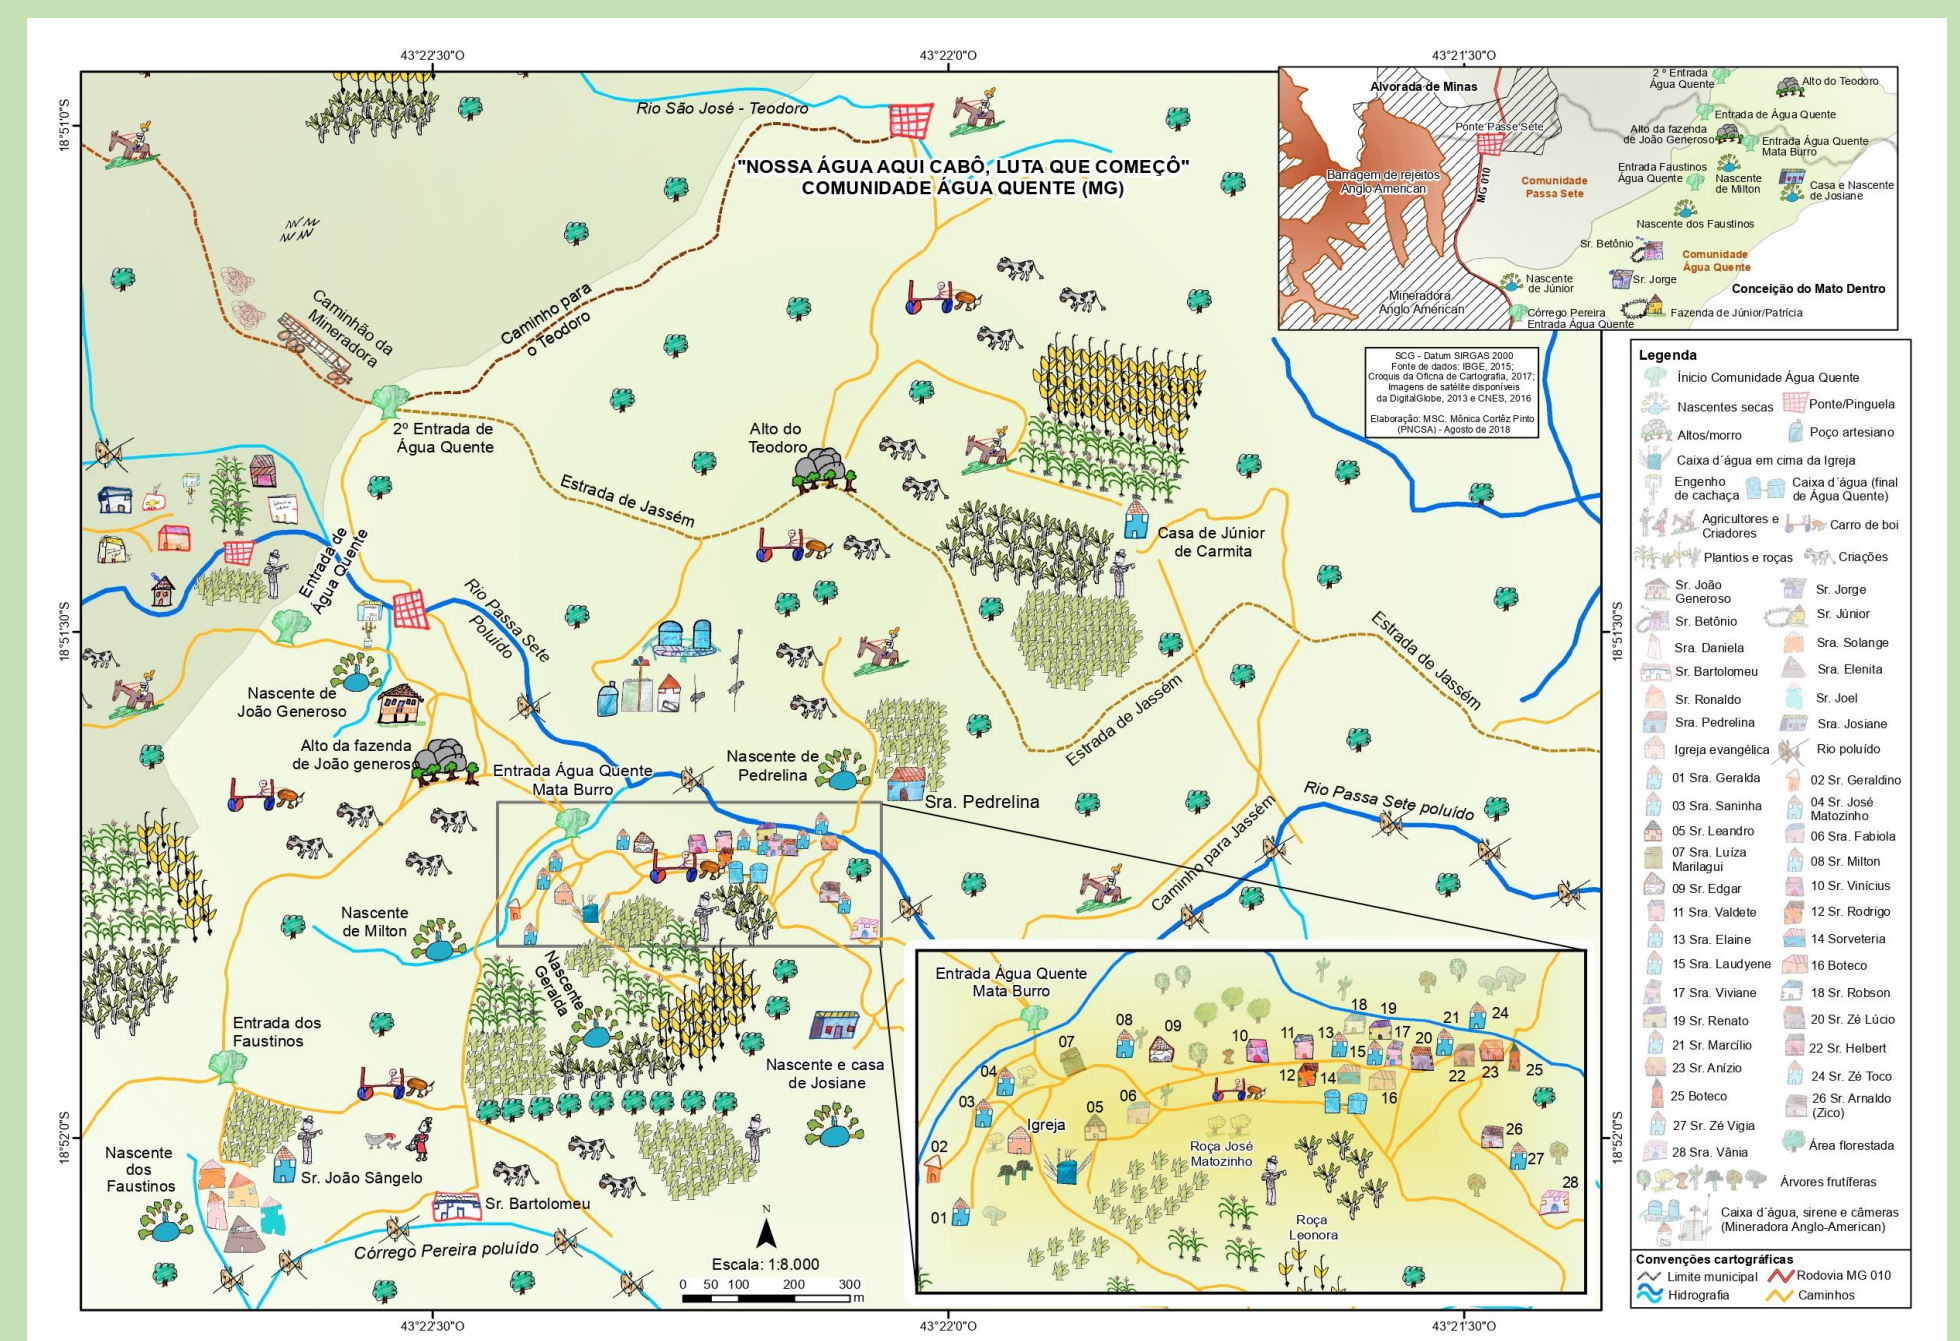 43°22'30"O
43°22'0"O
43°21'30"O
18°51'0"S
18°51'30"S
18°52'0"S
Rio São José - Teodoro
"NOSSA ÁGUA AQUI CABÔ, LUTA QUE COMEÇÔ"
COMUNIDADE ÁGUA QUENTE (MG)
Caminhão da
Mineradora
Caminho para
o Teodoro
2º Entrada de
Água Quente
Estrada de Jassém
Alto do
Teodoro
Casa de Júnior
de Carmita
Entrada de
Água Quente
Rio Passa Sete
Poluído
Nascente de
João Generoso
Alto da fazenda
de João generoso
Entrada Água Quente
Mata Burro
Nascente de
Pedrelina
Sra. Pedrelina
Estrada de Jassém
Estrada de Jassém
Caminho para Jassém
Rio Passa Sete poluído
Nascente
de Milton
Nascente
Geralda
Entrada dos
Faustinos
Nascente e casa
de Josiane
Nascente
dos
Faustinos
Sr. João Sângelo
Sr. Bartolomeu
Córrego Pereira poluído
N
Escala: 1:8.000
0 50 100 200 300
m
43°22'30"O
43°22'0"O
43°21'30"O
18°51'30"S
18°52'0"S
Alvorada de Minas
2 º Entrada
Água Quente
Alto do Teodoro
Ponte Passe Sete
Entrada de Água Quente
Alto da fazenda
de João Generoso
Entrada Água Quente
Mata Burro
Barragem de rejeitos
Anglo American
MG 010
Comunidade
Passa Sete
Entrada Faustinos
Água Quente
Nascente
de Milton
Casa e Nascente
de Josiane
Nascente dos Faustinos
Sr. Betônio
Comunidade
Água Quente
Nascente
de Júnior
Sr. Jorge
Conceição do Mato Dentro
Mineradora
Anglo American
Córrego Pereira
Entrada Água Quente
Fazenda de Júnior/Patrícia
SCG - Datum SIRGAS 2000
Fonte de dados: IBGE, 2015;
Croquis da Oficna de Cartografia, 2017;
Imagens de satélite disponíveis
da DigitalGlobe, 2013 e CNES, 2016
Elaboração: MSC. Mônica Cortêz Pinto
(PNCSA) - Agosto de 2018
Entrada Água Quente
Mata Burro
01
02
03
04
05
06
07
08
09
10
11
12
13
14
15
16
17
18
19
20
21
22
23
24
25
26
27
28
Igreja
Roça José
Matozinho
Roça
Leonora
Legenda
Ínicio Comunidade Água Quente
Nascentes secas
Ponte/Pinguela
Altos/morro
Poço artesiano
Caixa d´água em cima da Igreja
Engenho
de cachaça
Caixa d´água (final
de Água Quente)
Agricultores e
Criadores
Carro de boi
Plantios e roças
Criações
Sr. João
Generoso
Sr. Jorge
Sr. Betônio
Sr. Júnior
Sra. Daniela
Sra. Solange
Sr. Bartolomeu
Sra. Elenita
Sr. Ronaldo
Sr. Joel
Sra. Pedrelina
Sra. Josiane
Igreja evangélica
Rio poluído
01 Sra. Geralda
02 Sr. Geraldino
03 Sra. Saninha
04 Sr. José
Matozinho
05 Sr. Leandro
06 Sra. Fabiola
07 Sra. Luíza
Marilagui
08 Sr. Milton
09 Sr. Edgar
10 Sr. Vinícius
11 Sra. Valdete
12 Sr. Rodrigo
13 Sra. Elaine
14 Sorveteria
15 Sra. Laudyene
16 Boteco
17 Sra. Viviane
18 Sr. Robson
19 Sr. Renato
20 Sr. Zé Lúcio
21 Sr. Marcílio
22 Sr. Helbert
23 Sr. Anízio
24 Sr. Zé Toco
25 Boteco
26 Sr. Arnaldo
(Zico)
27 Sr. Zé Vigia
28 Sra. Vânia
Área florestada
Árvores frutíferas
Caixa d´água, sirene e câmeras
(Mineradora Anglo-American)
Convenções cartográficas
Limite municipal
Rodovia MG 010
Hidrografia
Caminhos